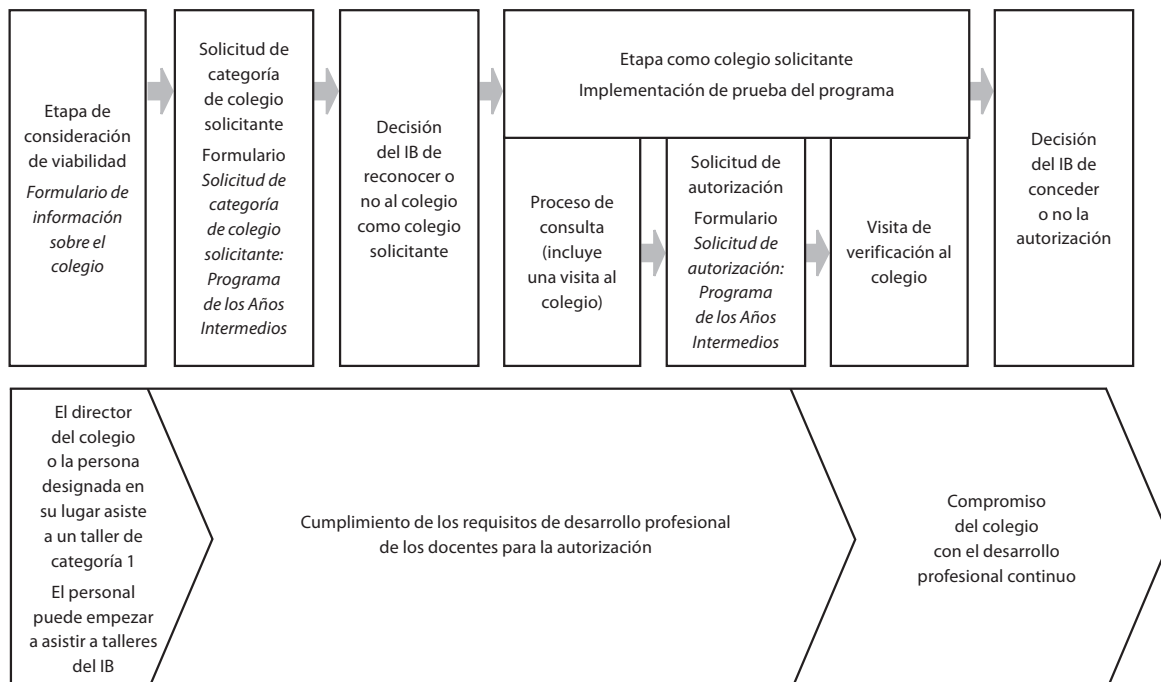 Etapa de
consideración
de viabilidad
Formulario de
información
sobre el
colegio
Solicitud de
categoría
de colegio
solicitante
Formulario
Solicitud de
categoría
de colegio
solicitante:
Programa
de los Años
Intermedios
Decisión
del IB de
reconocer o
no al colegio
como colegio
solicitante
Etapa como colegio solicitante
Implementación de prueba del programa
Proceso de
consulta
(incluye
una visita al
colegio)
Solicitud de
autorización
Formulario
Solicitud de
autorización:
Programa
de los Años
Intermedios
Visita de
verificación al
colegio
Decisión
del IB de
conceder
o no la
autorización
El director
del colegio
o la persona
designada en
su lugar asiste
a un taller de
categoría 1
El personal
puede empezar
a asistir a talleres
del IB
Cumplimiento de los requisitos de desarrollo profesional
de los docentes para la autorización
Compromiso
del colegio
con el desarrollo
profesional continuo